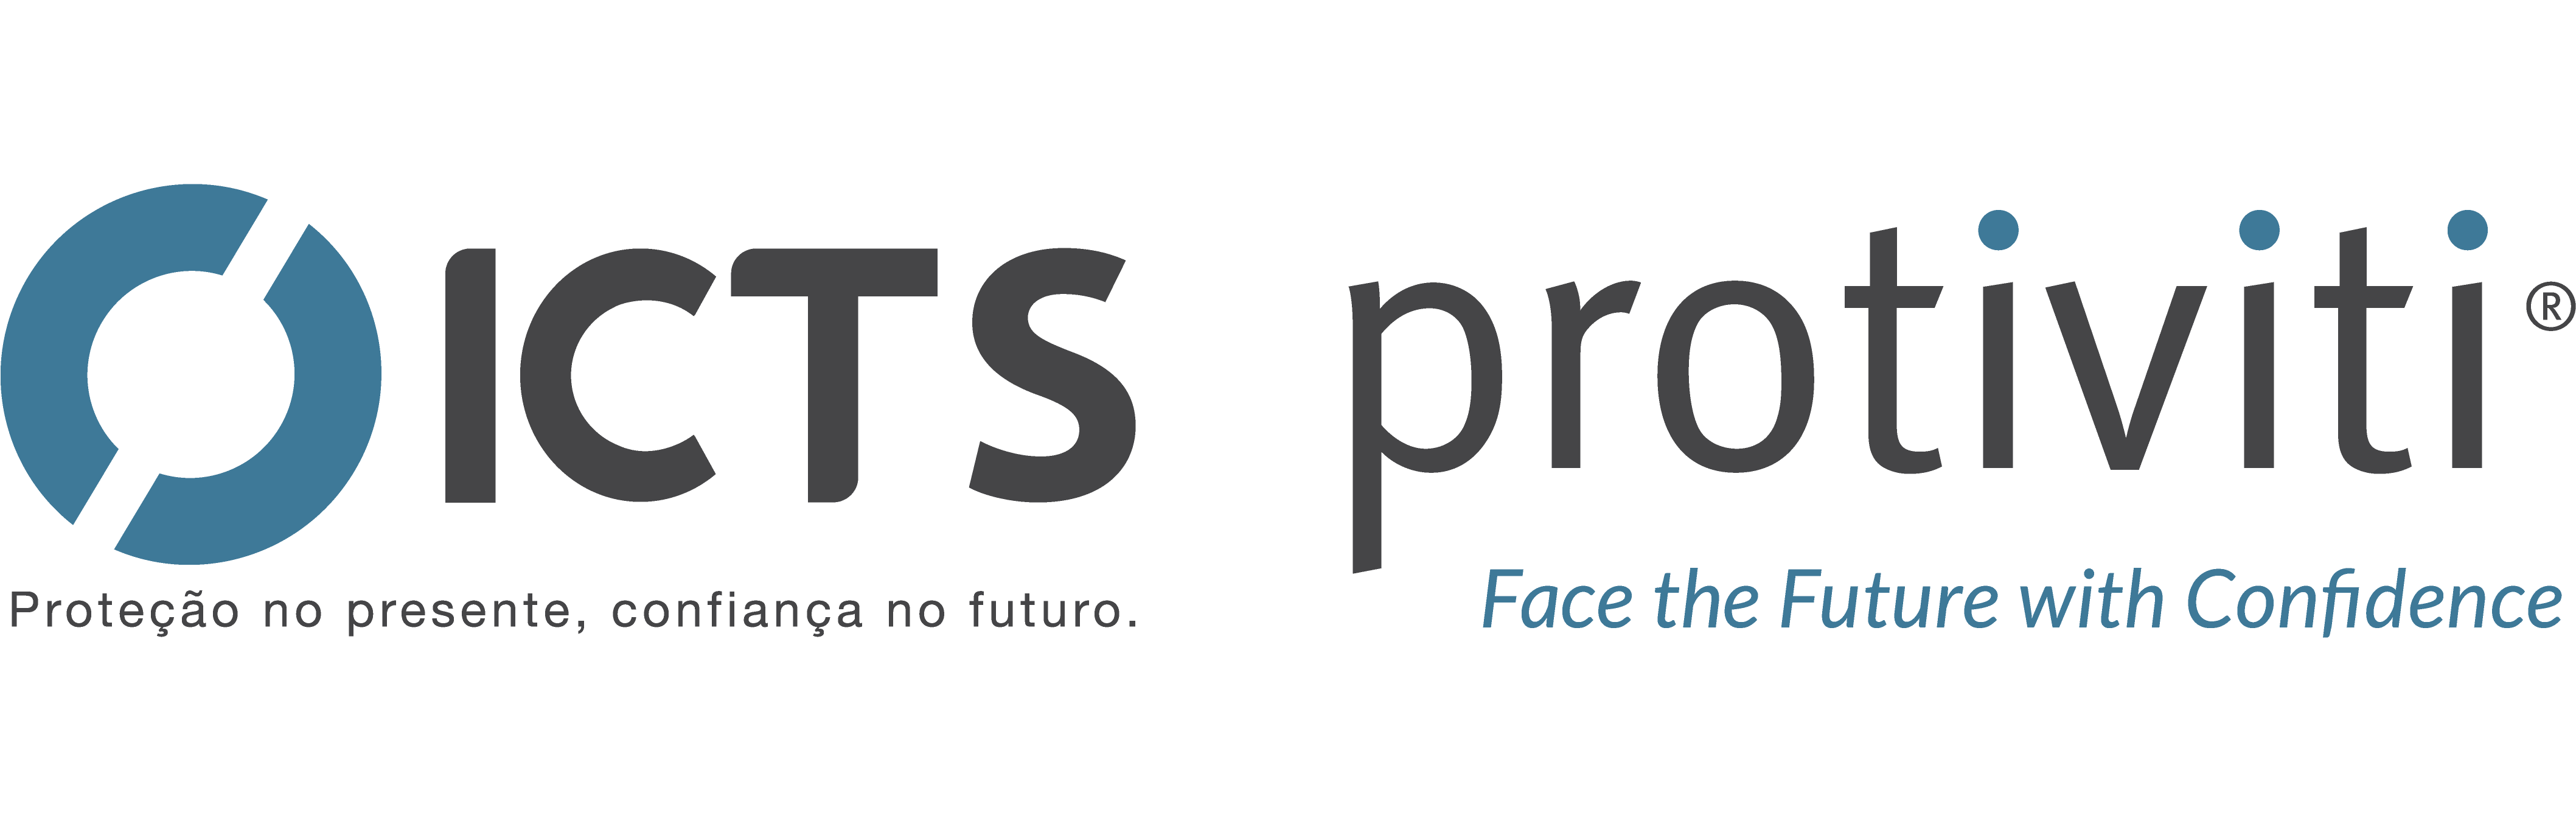 ICTS
Proteção no presente, confiança no futuro.
protiviti®
Face the Future with Confidence